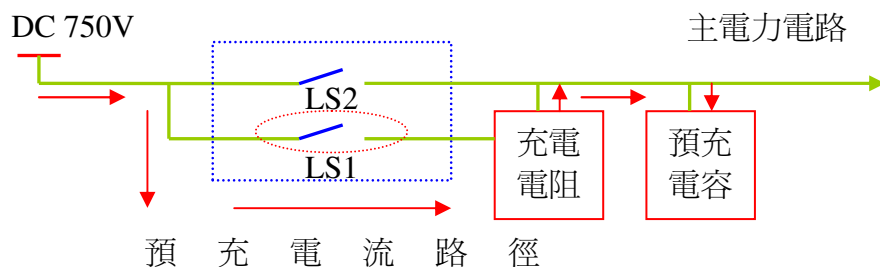 DC 750V
主電力電路
LS2
LS1
充電
電阻
預充
電容
預 充 電 流 路 徑